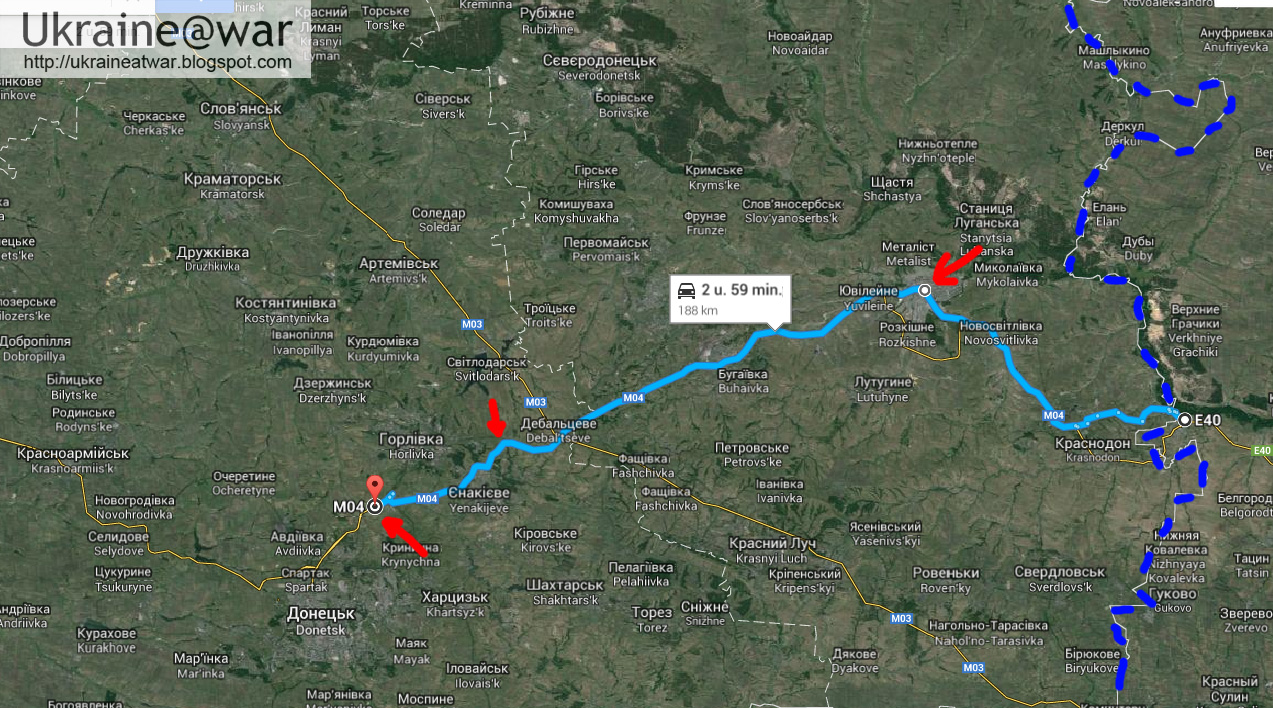 Ukraine@war
http://ukraineatwar.blogspot.com
hirs'k
Красний
Лиман
Krasnyi
Lyman
Торське
Tors'ke
Kreminna
Рубіжне
Rubizhne
Novoaleksandro
Новоайдар
Novoaidar
Машлыкино
Ануфриевка
Anufriyevka
Сєвєродонецьк
Severodonetsk
Борівське
Borivs'ke
Сіверськ
Sivers'k
Слов'янськ
Slovyansk
Черкаське
Cherkas'ke
Деркул
Derkul
Нижньотепле
Nyzhn'oteple
Гірське
Hirs'ke
Кримське
Kryms'ke
Щастя
Shchastya
Краматорськ
Kramatorsk
Соледар
Soledar
Комишуваха
Komyshuvakha
Фрунзе
Frunze
Слов'яносербськ
Slov'yanoserbs'k
Станиця
Луганська
Stanytsia
Елань
Elan'
Дружківка
Druzhkivka
Первомайськ
Pervomais'k
Металіст
Metalist
Дубы
Duby
Артемівськ
Artemivs'k
Миколаївка
Mykolaivka
2 u. 59 min.
188 km
Ювілейне
Yuvileine
Костянтинівка
Kostyantynivka
Троїцьке
Troits'ke
M03
Розкішне
Rozkishne
Новосвітлівка
Novosvitlivka
Верхние
Грачики
Verkhniye
Grachiki
Іванопілля
Ivanopillya
Курдюмівка
Kurdyumivka
Добропілля
Dobropillya
Світлодарськ
Svitlodars'k
Білицьке
Bilyts'ke
Дзержинськ
Dzerzhyns'k
Бугаївка
Buhaivka
Лутугине
Lutuhyne
M03
M04
Родинське
Rodyns'ke
Дебальцеве
Debal'tseve
M04
E40
Горлівка
Horlivka
Краснодон
Krasnodon
E40
Красноармійськ
Krasnoarmiis'k
Петровське
Petrovs'ke
Фащівка
Fashchivka
Очеретине
Ocheretyne
Іванівка
Ivanivka
Фащівка
Fashchivka
Новогродівка
Novohrodivka
M04
M04
Єнакієве
Yenakijeve
Белгород
Belgorodt
Селидове
Selydove
Авдіївка
Avdiivka
Krynychna
Кіровське
Kirovs'ke
Красний Луч
Krasnyi Luch
Ясенівський
Yasenivs'kyi
Нижняя
Ковалевка
Nizhnyaya
Kovalevka
Тацин
Tatsin
Цукурине
Tsukuryne
Спартак
Spartak
Пелагіївка
Pelahiivka
Кріпенський
Kripens'kyi
Ровеньки
Roven'ky
Свердловськ
Sverdlovs'k
Шахтарськ
Shakhtars'k
Гуково
Gukovo
Донецьк
Donetsk
Харцизьк
Khartsyz'k
Торез
Torez
Сніжне
Snizhne
M03
Зверево
Zverevo
Курахове
Kurakhove
Нагольно-Тарасівка
Nahol'no-Tarasivka
Маяк
Mayak
Мар'їнка
Mar'inka
Іловайськ
Ilovais'k
Дякове
Dyakove
M03
Бірюкове
Biryukove
Мар'янівка
Моспине
Красный
Сулин